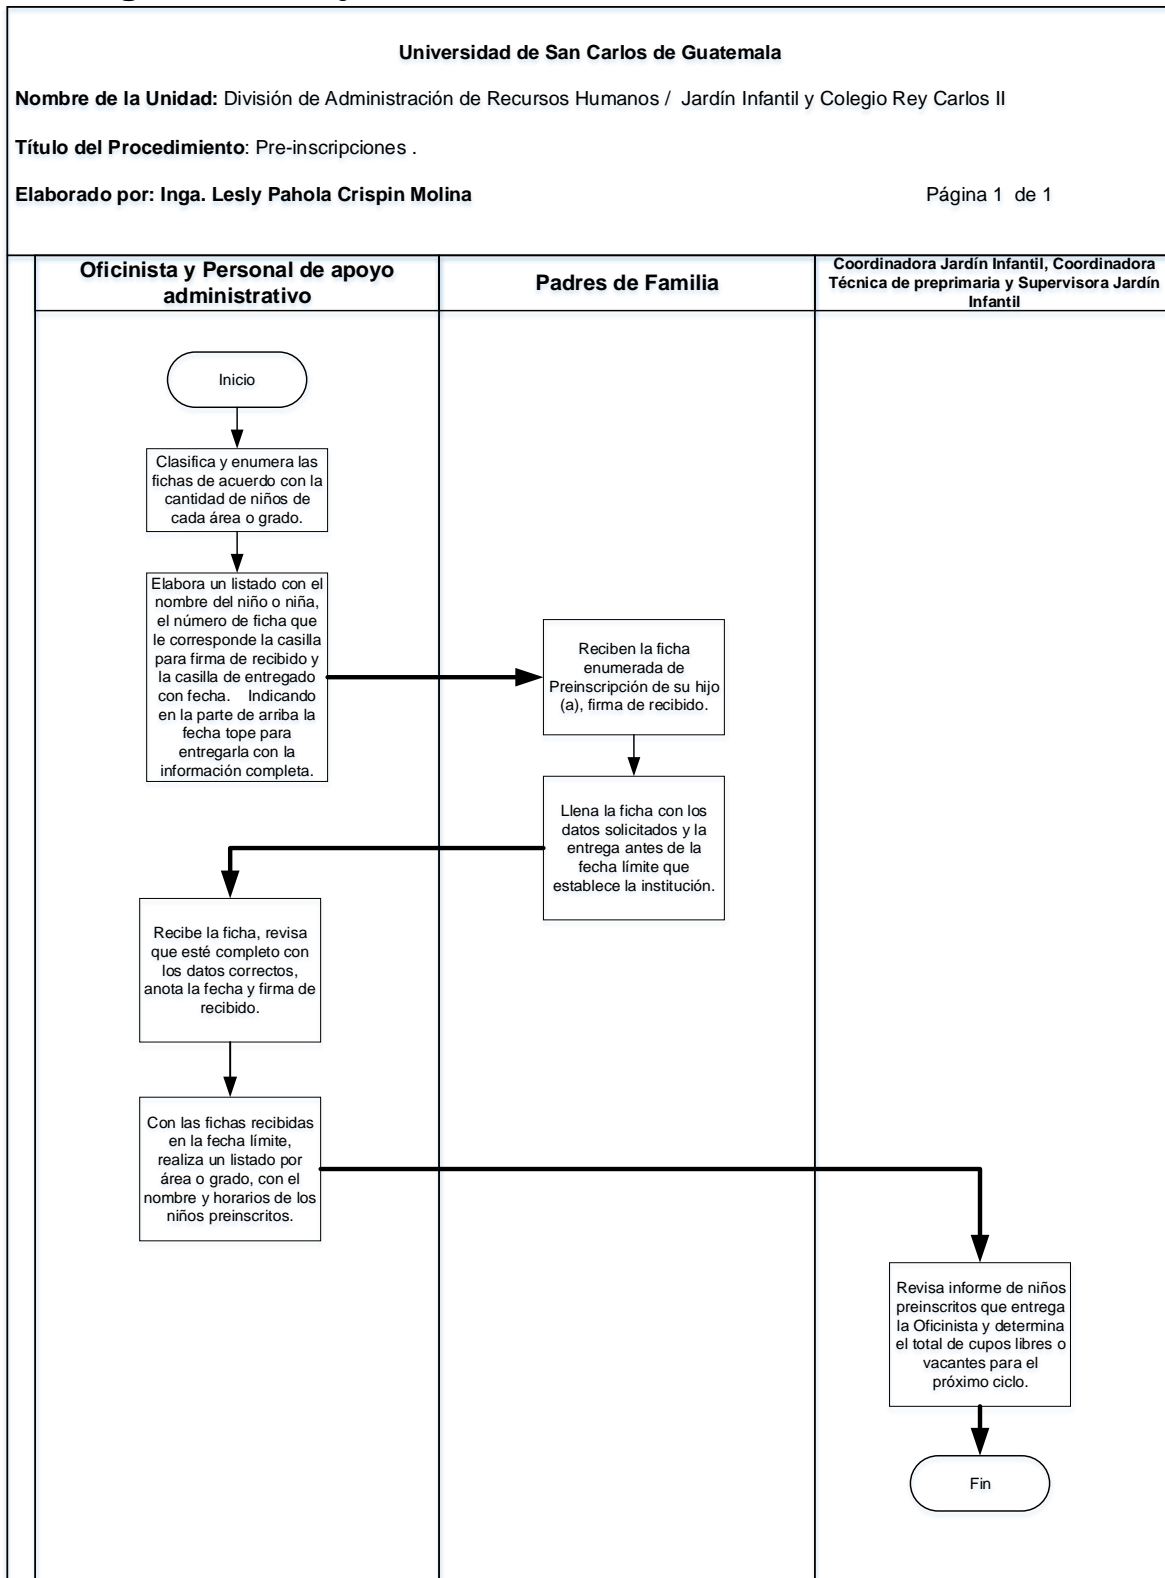 Universidad de San Carlos de Guatemala
Nombre de la Unidad: División de Administración de Recursos Humanos / Jardín Infantil y Colegio Rey Carlos II
Título del Procedimiento: Pre-inscripciones .
Elaborado por: Inga. Lesly Pahola Crispin Molina Página 1 de 1
Oficinista y Personal de apoyo
administrativo
Padres de Familia
Coordinadora Jardín Infantil, Coordinadora
Técnica de preprimaria y Supervisora Jardín
Infantil
Inicio
Clasifica y enumera las
fichas de acuerdo con la
cantidad de niños de
cada área o grado.
Elabora un listado con el
nombre del niño o niña,
el número de ficha que
le corresponde la casilla
para firma de recibido y
la casilla de entregado
con fecha. Indicando
en la parte de arriba la
fecha tope para
entregarla con la
información completa.
Reciben la ficha
enumerada de
Preinscripción de su hijo
(a), firma de recibido.
Llena la ficha con los
datos solicitados y la
entrega antes de la
fecha límite que
establece la institución.
Recibe la ficha, revisa
que esté completo con
los datos correctos,
anota la fecha y firma de
recibido.
Con las fichas recibidas
en la fecha límite,
realiza un listado por
área o grado, con el
nombre y horarios de los
niños preinscritos.
Revisa informe de niños
preinscritos que entrega
la Oficinista y determina
el total de cupos libres o
vacantes para el
próximo ciclo.
Fin